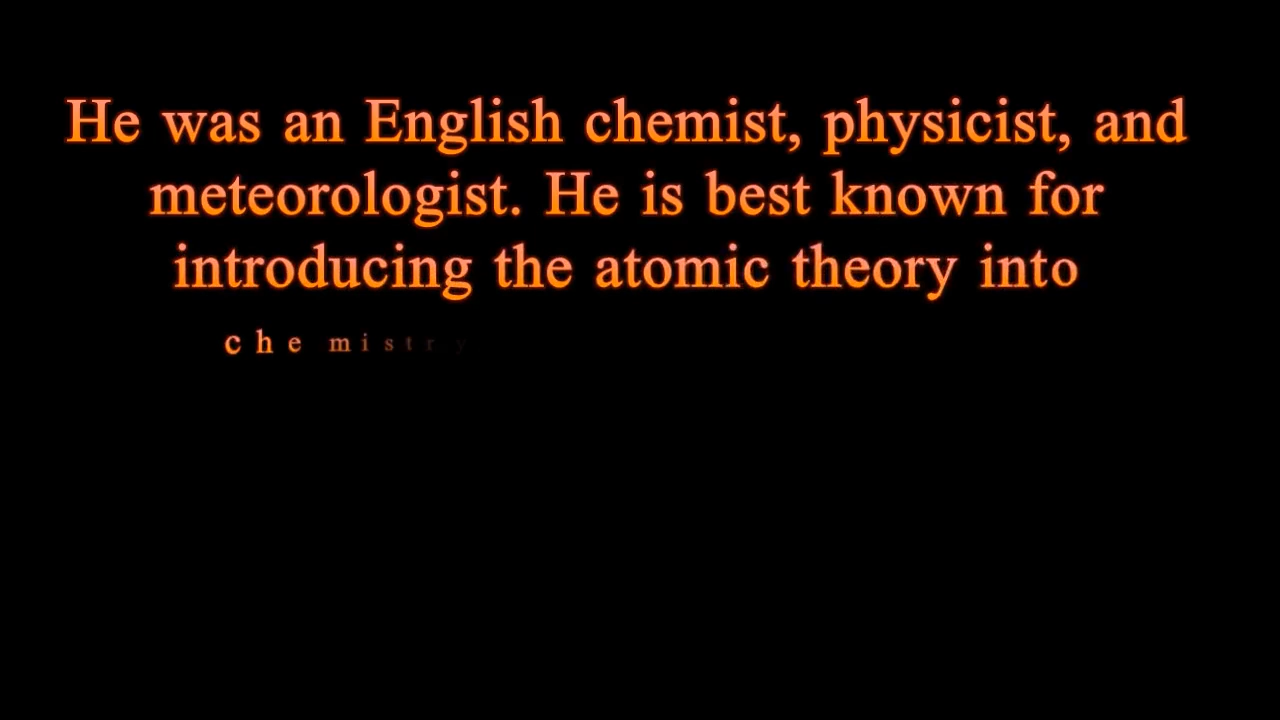 He was an English chemist, physicist, and
meteorologist. He is best known for
introducing the atomic theory into
chemistry